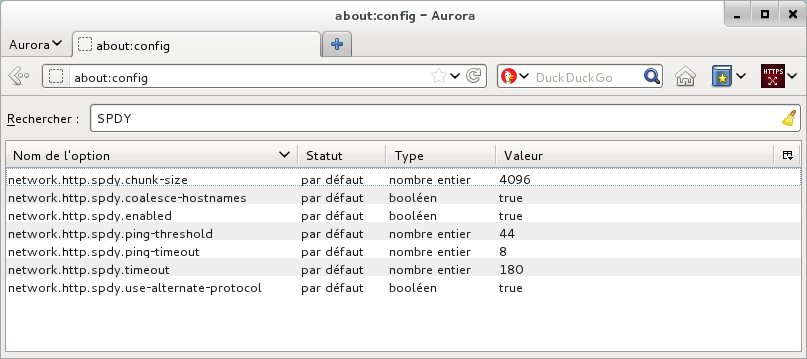 about:config - Aurora
Aurora about:config
about:config DuckDuckGo HTTPS
Rechercher : SPDY
Nom de l'option Statut Type Valeur
network.http.spdy.chunk-size par défaut nombre entier 4096
network.http.spdy.coalesce-hostnames par défaut booléen true
network.http.spdy.enabled par défaut booléen true
network.http.spdy.ping-threshold par défaut nombre entier 44
network.http.spdy.ping-timeout par défaut nombre entier 8
network.http.spdy.timeout par défaut nombre entier 180
network.http.spdy.use-alternate-protocol par défaut booléen true